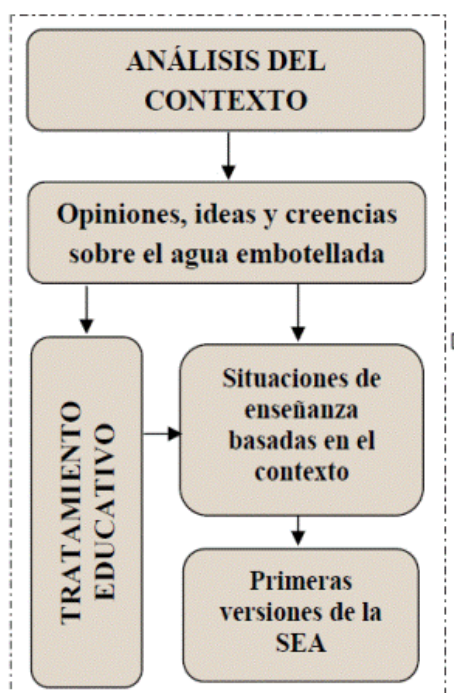 ANÁLISIS DEL
CONTEXTO
Opiniones, ideas y creencias
sobre el agua embotellada
TRATAMIENTO
EDUCATIVO
Situaciones de
enseñanza
basadas en el
contexto
Primeras
versiones de la
SEA